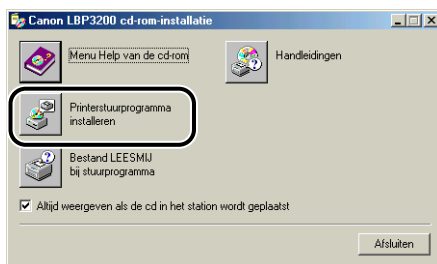 Canon LBP3200 cd-rom-installatie
Menu Help van de cd-rom
Handleidingen
Printerstuurprogramma
installeren
Bestand LEESMIJ
bij stuurprogramma
Altijd weergeven als de cd in het station wordt geplaatst
Afsluiten